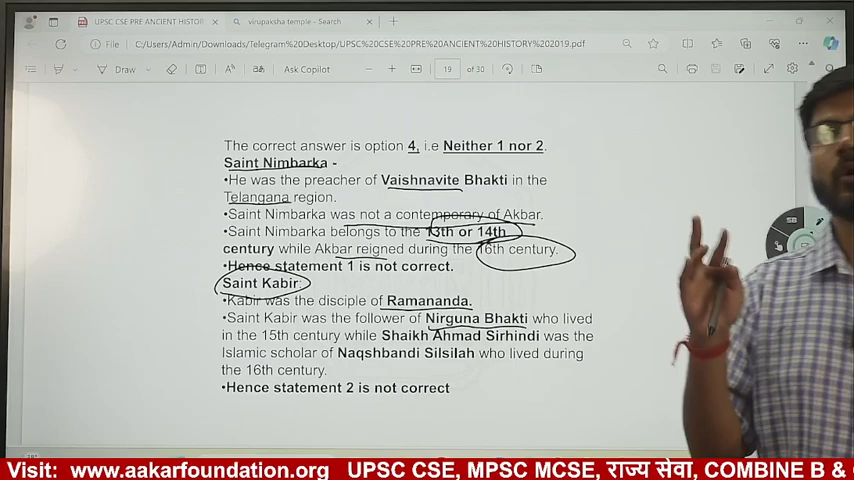 UPSC CSE PRE ANCIENT HISTOR
virupaksha temple - Search
File C:/Users/Admin/Downloads/Telegram%20Desktop/UPSC%20CSE%20PRE%20ANCIENT%20HISTORY%202019.pdf
Draw Ask Copilot 19 of 30
The correct answer is option 4, i.e Neither 1 nor 2.
Saint Nimbarka -
•He was the preacher of Vaishnavite Bhakti in the
Telangana region.
•Saint Nimbarka was not a contemporary of Akbar.
•Saint Nimbarka belongs to the 13th or 14th
century while Akbar reigned during the 16th century.
•Hence statement 1 is not correct.
Saint Kabir:
•Kabir was the disciple of Ramananda.
•Saint Kabir was the follower of Nirguna Bhakti who lived
in the 15th century while Shaikh Ahmad Sirhindi was the
Islamic scholar of Naqshbandi Silsilah who lived during
the 16th century.
•Hence statement 2 is not correct
Visit: www.aakarfoundation.org UPSC CSE, MPSC MCSE, राज्य सेवा, COMBINE B &